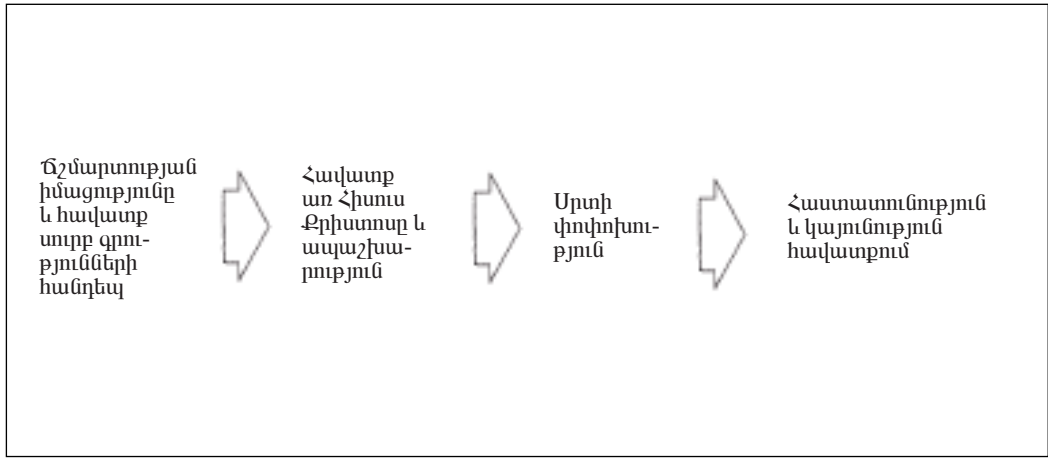 Ճշմարտության
իմացությունը
և հավատք
սուրբ գրու-
թյունների
հանդեպ
Հավատք
առ Հիսուս
Քրիստոսը և
ապաշխա-
րություն
Սրտի
փոփոխու-
թյուն
Հաստատունություն
և կայունություն
հավատքում